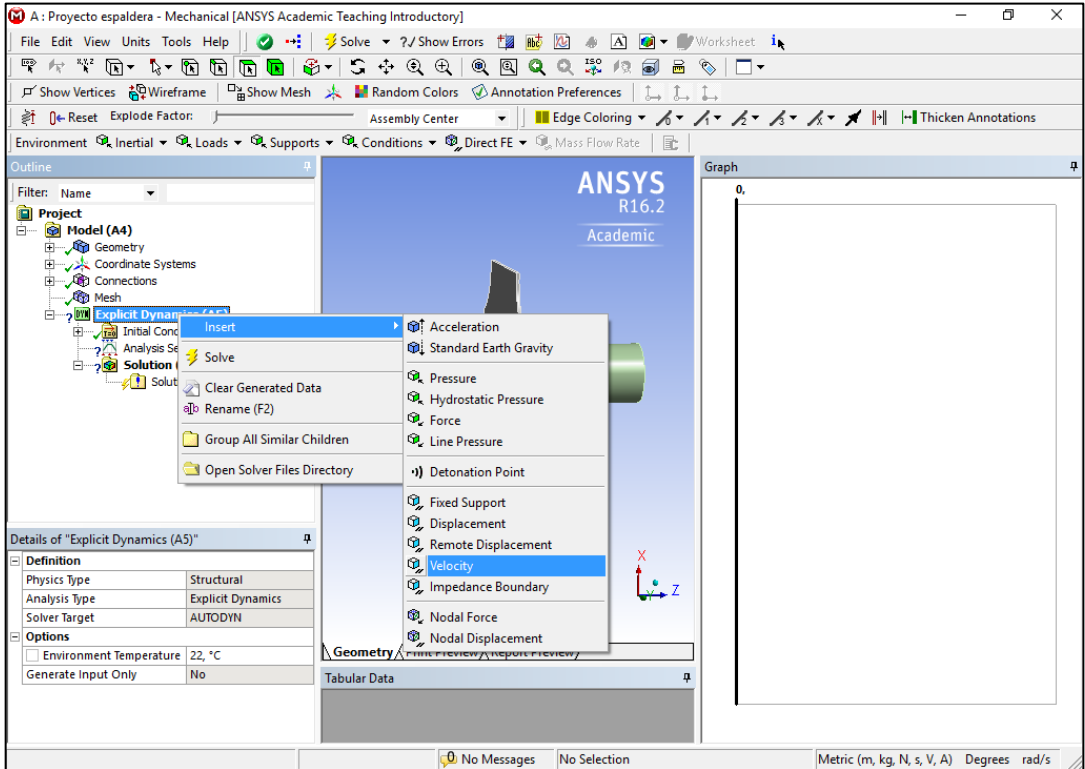 A : Proyecto espaldera - Mechanical [ANSYS Academic Teaching Introductory]
File Edit View Units Tools Help Solve ?/ Show Errors Worksheet
Show Vertices Wireframe Show Mesh Random Colors Annotation Preferences
Reset Explode Factor: Assembly Center Edge Coloring Thicken Annotations
Environment Inertial Loads Supports Conditions Direct FE Mass Flow Rate
Outline
Filter: Name
Project
Model (A4)
Geometry
Coordinate Systems
Connections
Mesh
Explicit Dynamics (A5)
Initial Cond
Analysis Se
Solution (
Solut
Insert
Solve
Clear Generated Data
Rename (F2)
Group All Similar Children
Open Solver Files Directory
Acceleration
Standard Earth Gravity
Pressure
Hydrostatic Pressure
Force
Line Pressure
Detonation Point
Fixed Support
Displacement
Remote Displacement
Velocity
Impedance Boundary
Nodal Force
Nodal Displacement
ANSYS
R16.2
Academic
X
Y
Z
Geometry Print Preview Report Preview
Graph
0,
Details of "Explicit Dynamics (A5)"
Definition
Physics Type Structural
Analysis Type Explicit Dynamics
Solver Target AUTODYN
Options
Environment Temperature 22, °C
Generate Input Only No
Tabular Data
0 No Messages No Selection Metric (m, kg, N, s, V, A) Degrees rad/s